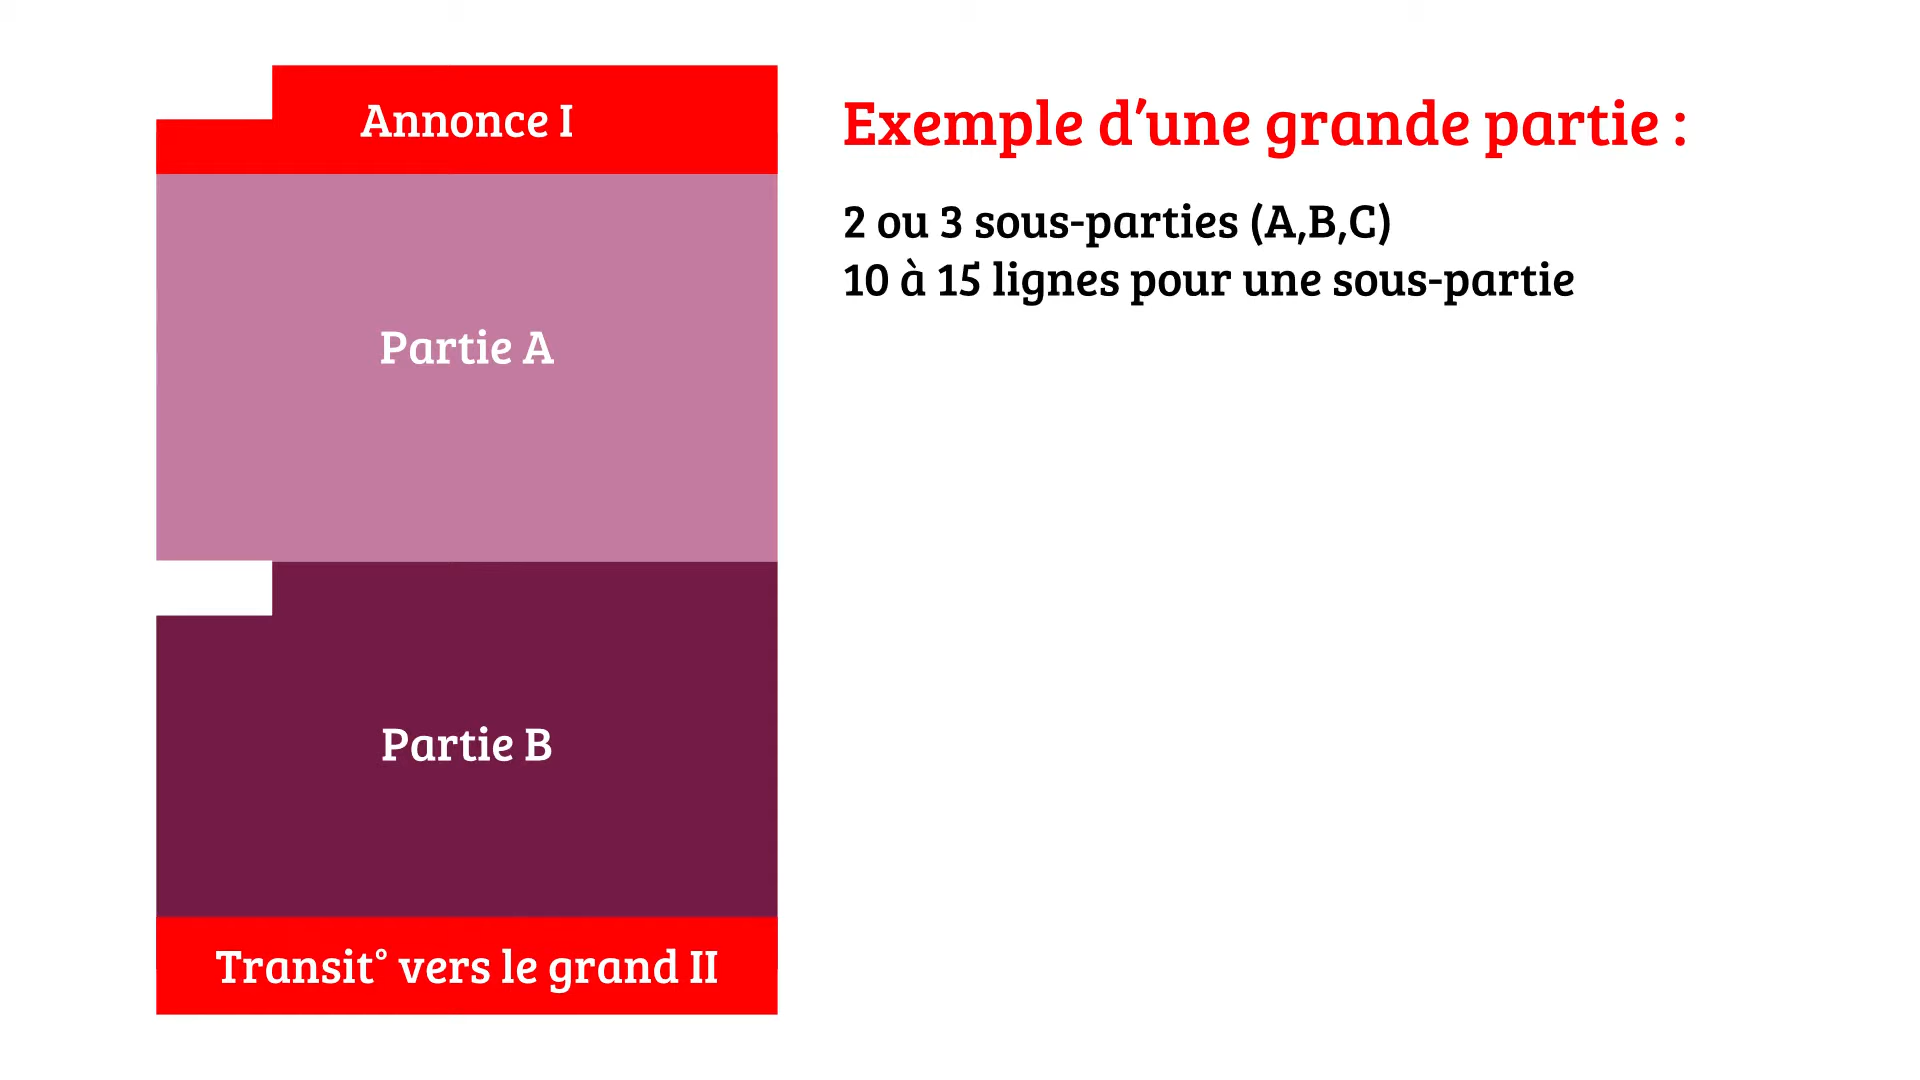 Annonce I
Partie A
Partie B
Transit° vers le grand II
Exemple d’une grande partie :
2 ou 3 sous-parties (A,B,C)
10 à 15 lignes pour une sous-partie